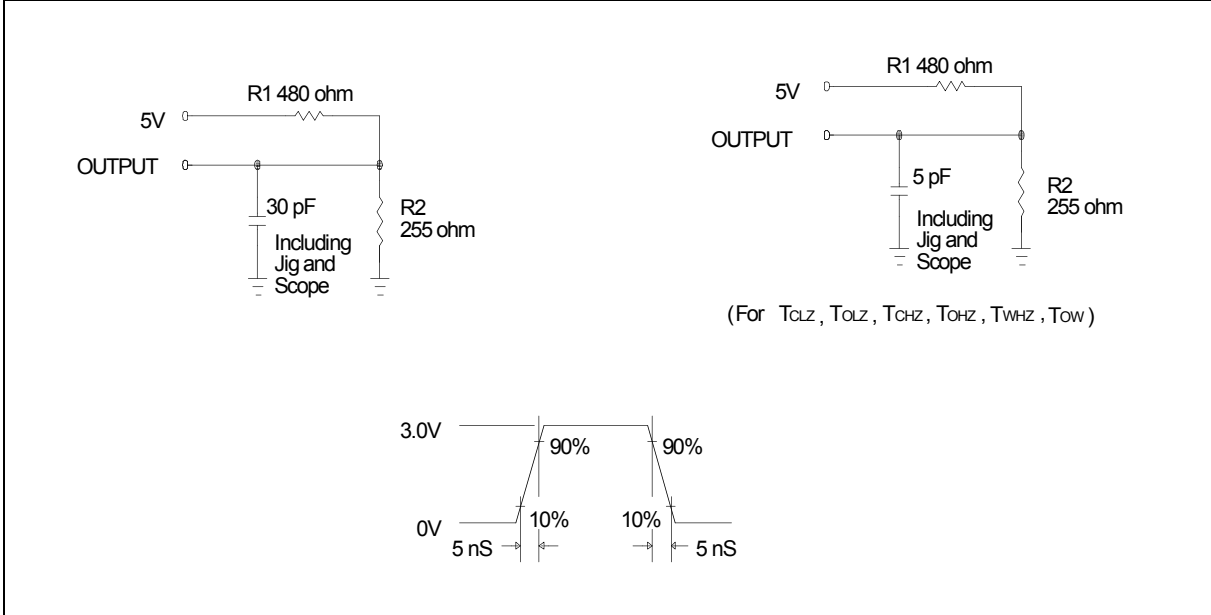 R1 480 ohm
5V
OUTPUT
30 pF
R2
255 ohm
Including
Jig and
Scope
R1 480 ohm
5V
OUTPUT
5 pF
R2
255 ohm
Including
Jig and
Scope
(For TCLZ, TOLZ, TCHZ, TOHZ, TWHZ, TOW)
3.0V
90%
90%
0V
10%
10%
5 nS
5 nS